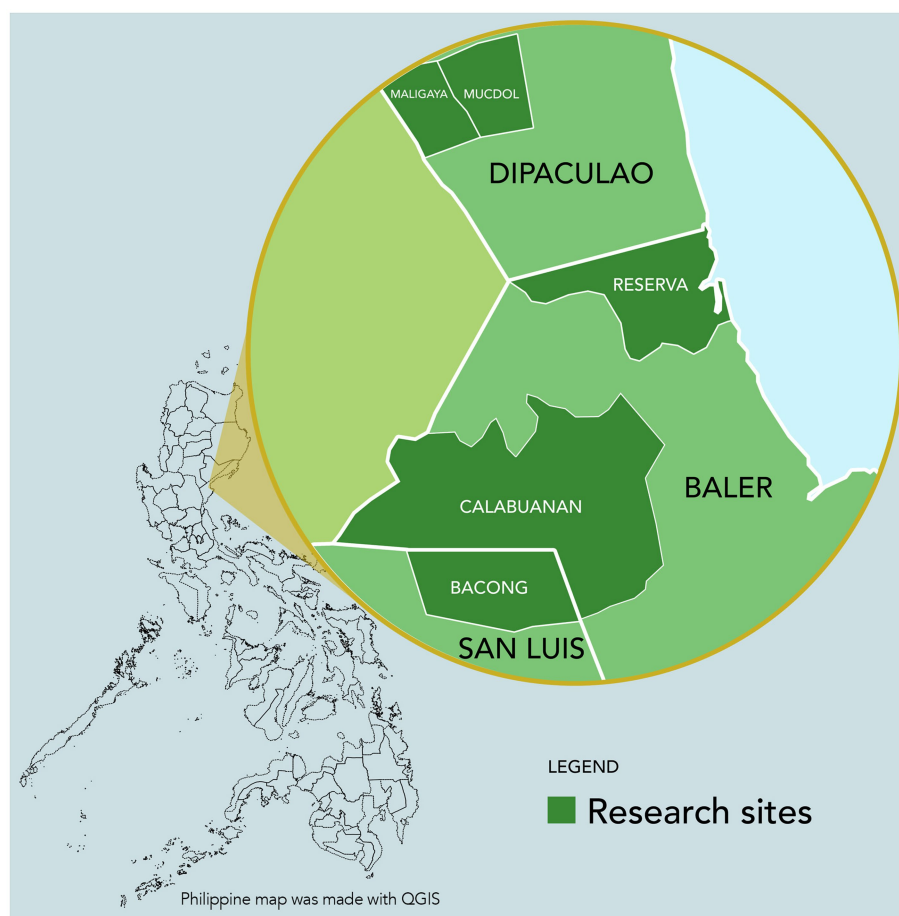 MALIGAYA
MUCDOL
DIPACULAO
RESERVA
BALER
CALABUANAN
BACONG
SAN LUIS
LEGEND
Research sites
Philippine map was made with QGIS